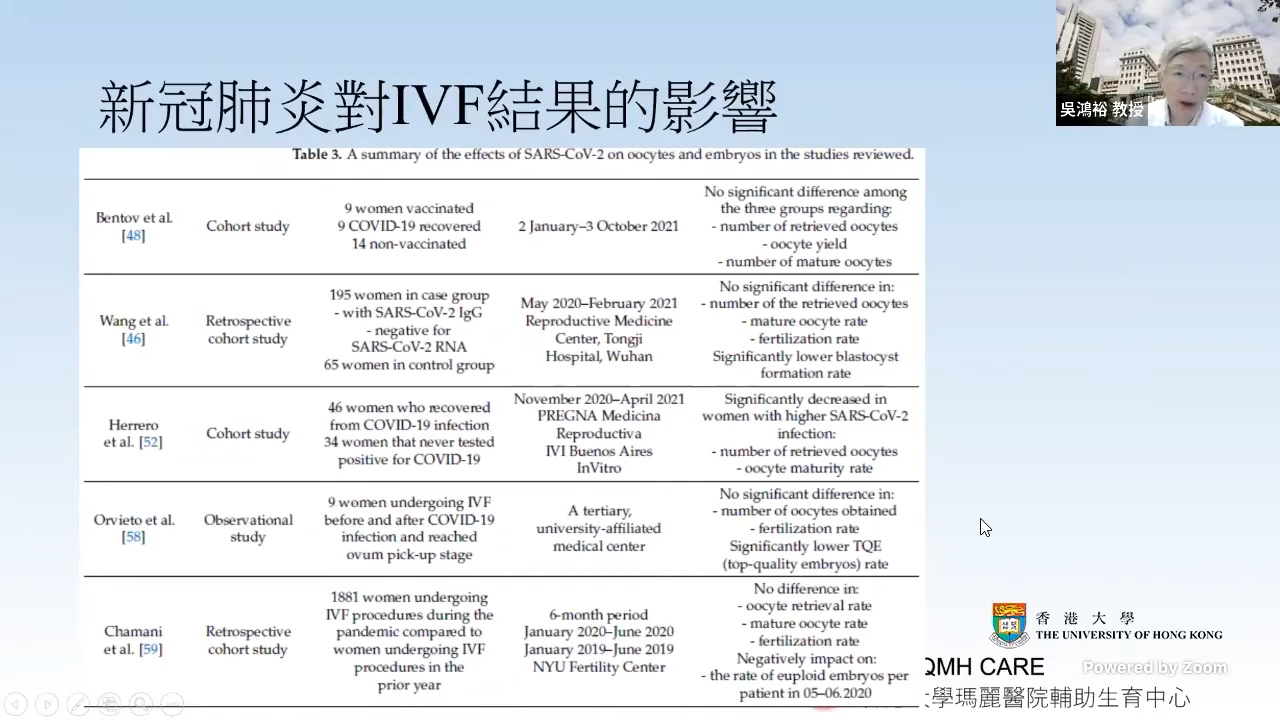 新冠肺炎對IVF結果的影響
吳鴻裕 教授
Table 3. A summary of the effects of SARS-CoV-2 on oocytes and embryos in the studies reviewed.
Bentov et al.
[48]
Cohort study
9 women vaccinated
9 COVID-19 recovered
14 non-vaccinated
2 January–3 October 2021
No significant difference among
the three groups regarding:
- number of retrieved oocytes
- oocyte yield
- number of mature oocytes
Wang et al.
[46]
Retrospective
cohort study
195 women in case group
- with SARS-CoV-2 IgG
- negative for
SARS-CoV-2 RNA
65 women in control group
May 2020–February 2021
Reproductive Medicine
Center, Tongji
Hospital, Wuhan
No significant difference in:
- number of the retrieved oocytes
- mature oocyte rate
- fertilization rate
Significantly lower blastocyst
formation rate
Herrero
et al. [52]
Cohort study
46 women who recovered
from COVID-19 infection
34 women that never tested
positive for COVID-19
November 2020–April 2021
PREGNA Medicina
Reproductiva
IVI Buenos Aires
InVitro
Significantly decreased in
women with higher SARS-CoV-2
infection:
- number of retrieved oocytes
- oocyte maturity rate
Orvieto et al.
[58]
Observational
study
9 women undergoing IVF
before and after COVID-19
infection and reached
ovum pick-up stage
A tertiary,
university-affiliated
medical center
No significant difference in:
- number of oocytes obtained
- fertilization rate
Significantly lower TQE
(top-quality embryos) rate
Chamani
et al. [59]
Retrospective
cohort study
1881 women undergoing
IVF procedures during the
pandemic compared to
women undergoing IVF
procedures in the
prior year
6-month period
January 2020–June 2020
January 2019–June 2019
NYU Fertility Center
No difference in:
- oocyte retrieval rate
- mature oocyte rate
- fertilization rate
Negatively impact on:
- the rate of euploid embryos per
patient in 05–06.2020
香港大學
THE UNIVERSITY OF HONG KONG
QMH CARE
Powered by Zoom
學瑪麗醫院輔助生育中心